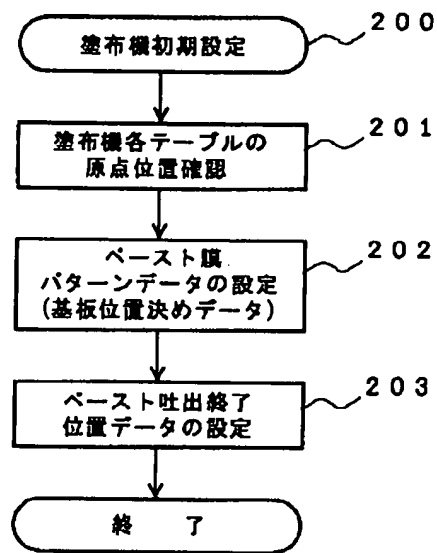 塗布機初期設定
200
塗布機各テーブルの
原点位置確認
201
ペースト膜
パターンデータの設定
(基板位置決めデータ)
202
ペースト吐出終了
位置データの設定
203
終 了